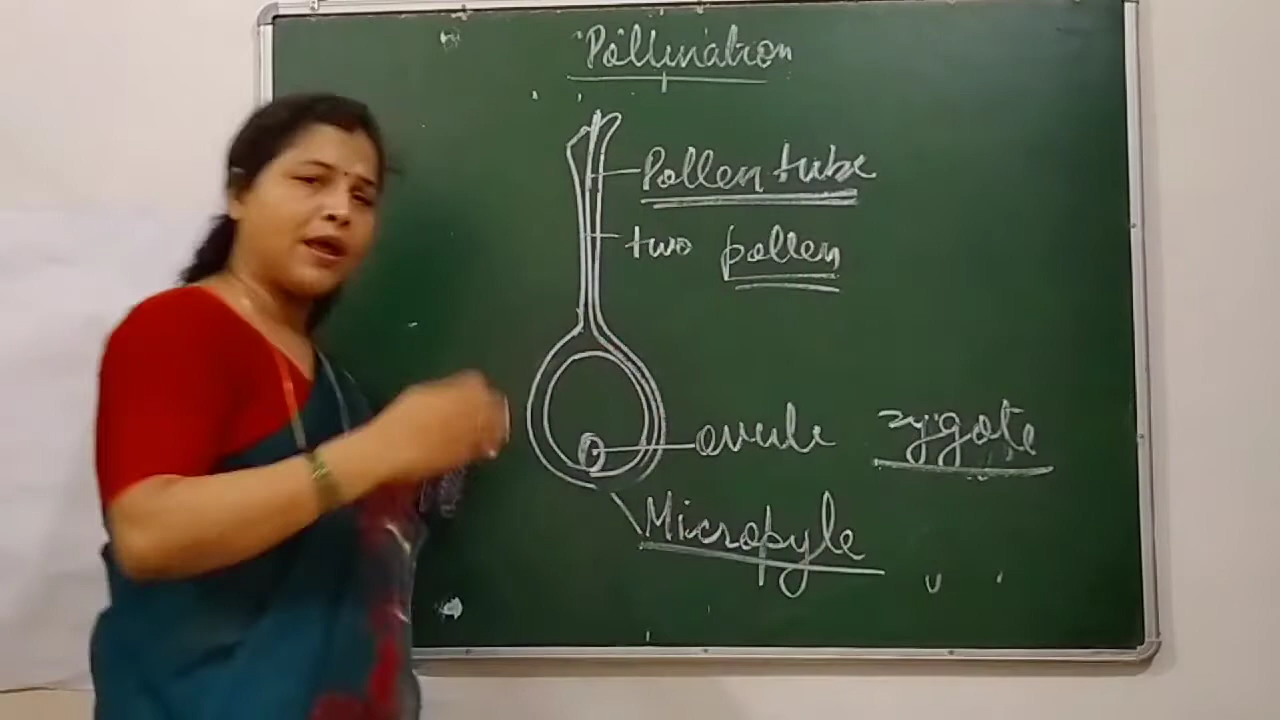 Pollination
Pollen tube
two pollen
ovule zygote
Micropyle